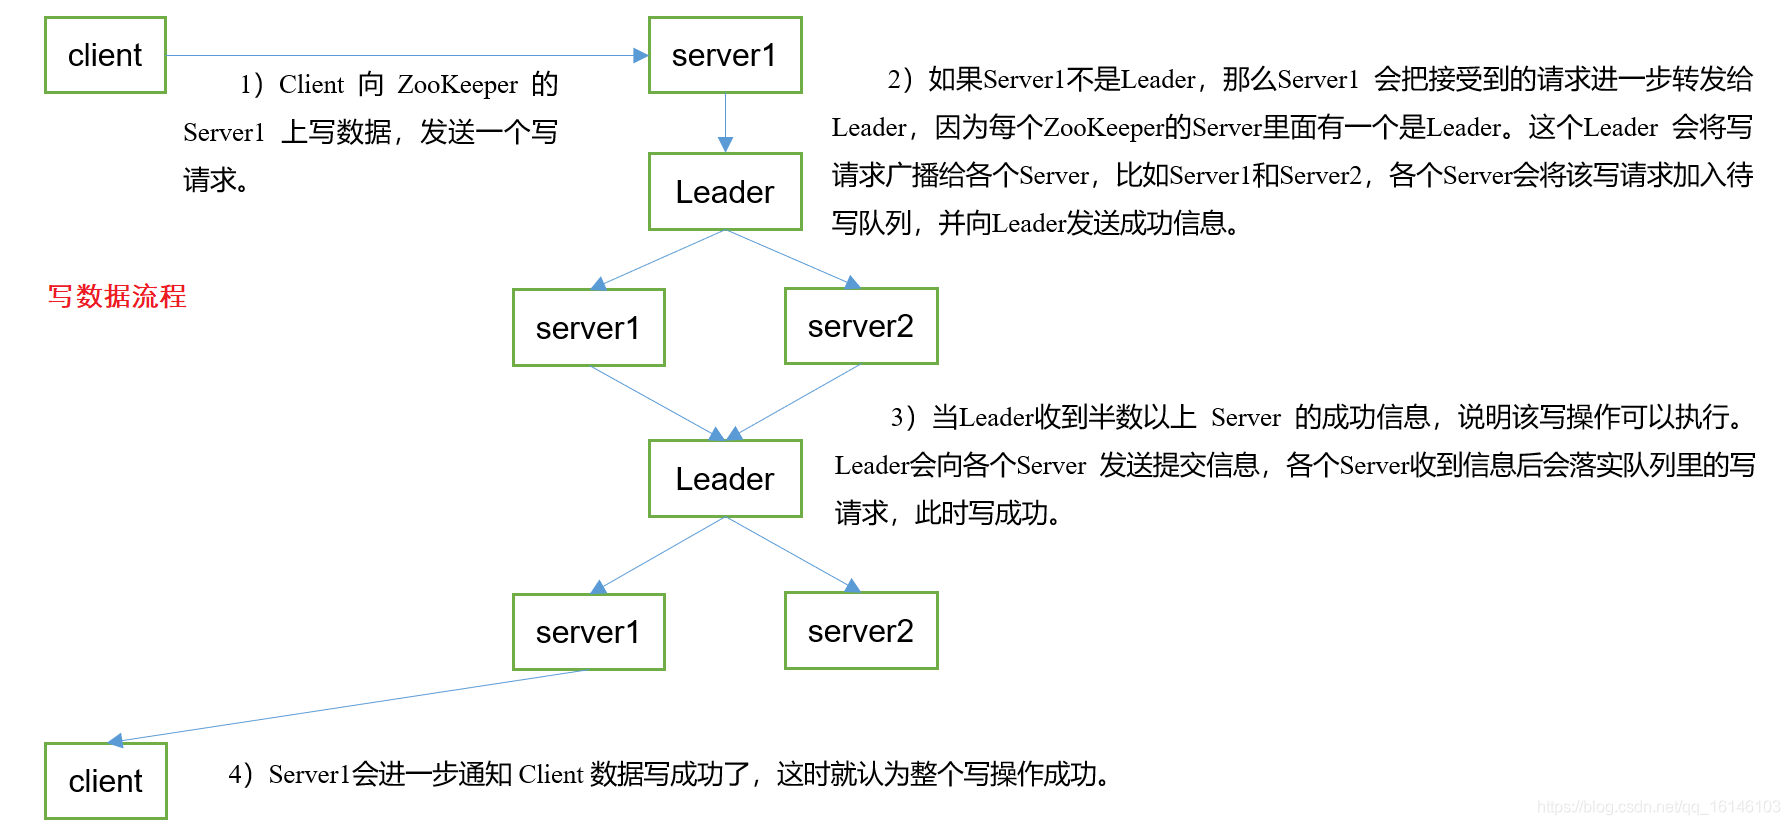 client
server1
1）Client 向 ZooKeeper 的
Server1 上写数据，发送一个写
请求。
2）如果Server1不是Leader，那么Server1 会把接受到的请求进一步转发给
Leader，因为每个ZooKeeper的Server里面有一个是Leader。这个Leader 会将写
请求广播给各个Server，比如Server1和Server2，各个Server会将该写请求加入待
写队列，并向Leader发送成功信息。
Leader
写数据流程
server1
server2
3）当Leader收到半数以上 Server 的成功信息，说明该写操作可以执行。
Leader会向各个Server 发送提交信息，各个Server收到信息后会落实队列里的写
请求，此时写成功。
Leader
server1
server2
client
4）Server1会进一步通知 Client 数据写成功了，这时就认为整个写操作成功。
https://blog.csdn.net/qq_16146103